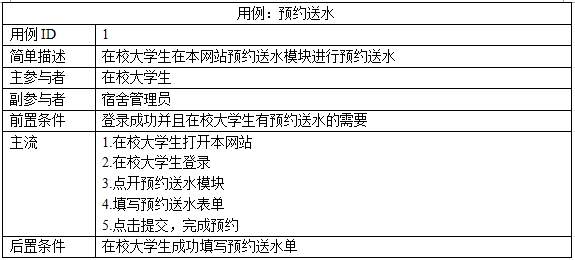 用例：预约送水
用例 ID 1
简单描述 在校大学生在本网站预约送水模块进行预约送水
主参与者 在校大学生
副参与者 宿舍管理员
前置条件 登录成功并且在校大学生有预约送水的需要
主流 1.在校大学生打开本网站
2.在校大学生登录
3.点开预约送水模块
4.填写预约送水表单
5.点击提交，完成预约
后置条件 在校大学生成功填写预约送水单